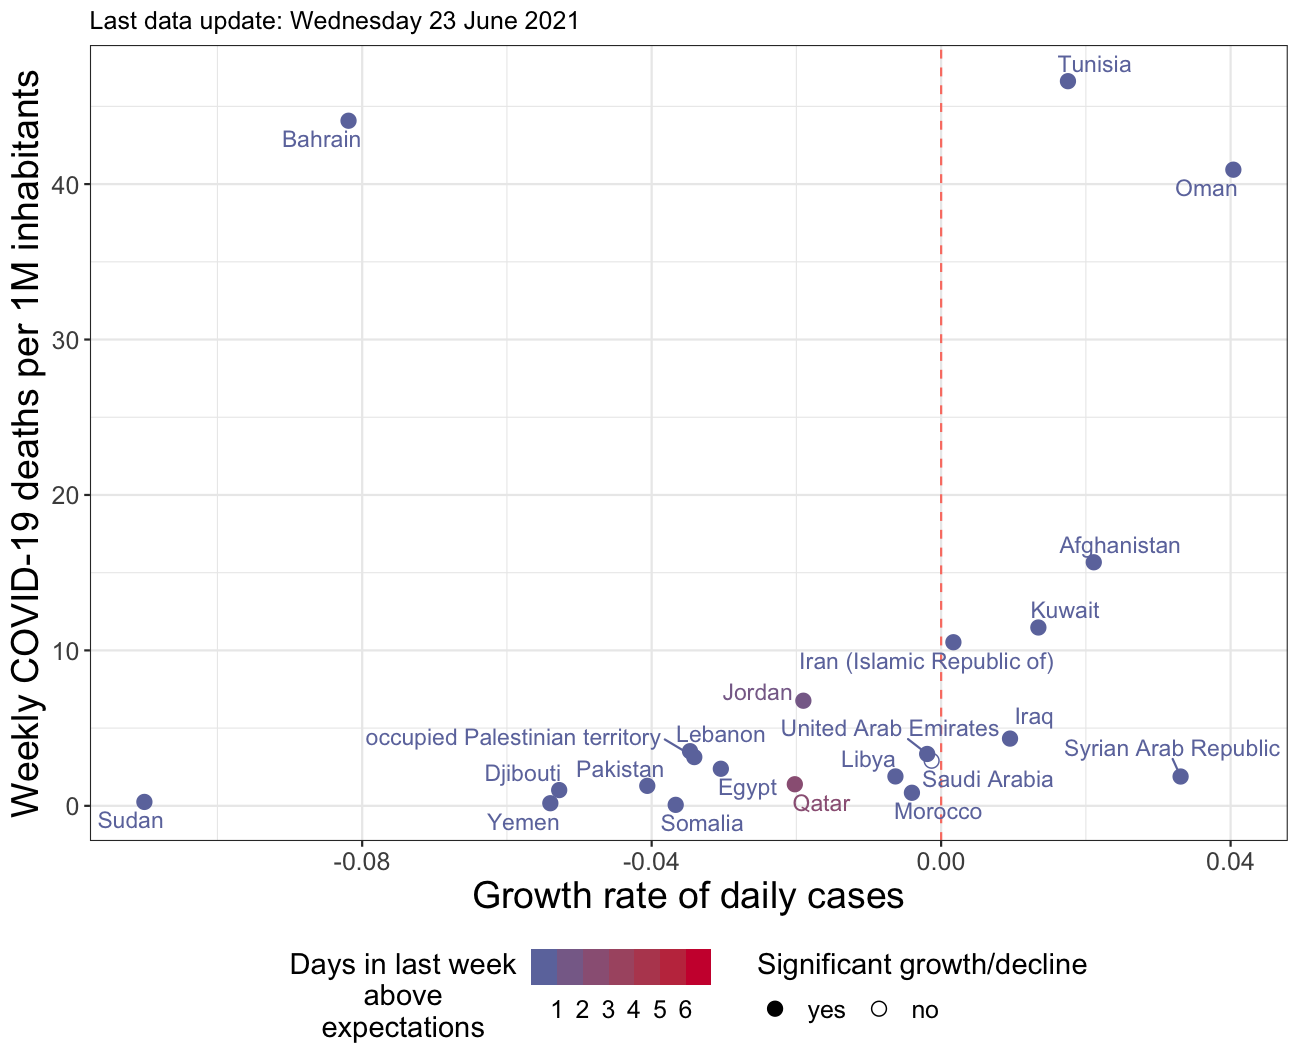 Last data update: Wednesday 23 June 2021
Weekly COVID-19 deaths per 1M inhabitants
Tunisia
Bahrain
40
Oman
30
20
Afghanistan
Kuwait
10
Iran (Islamic Republic of)
Jordan
Iraq
United Arab Emirates
occupied Palestinian territory
Lebanon
Syrian Arab Republic
Libya
Djibouti
Pakistan
Saudi Arabia
Egypt
0
Qatar
Morocco
Sudan
Yemen
Somalia
-0.08
-0.04
0.00
0.04
Growth rate of daily cases
Days in last week
above
expectations
1 2 3 4 5 6
Significant growth/decline
yes
no